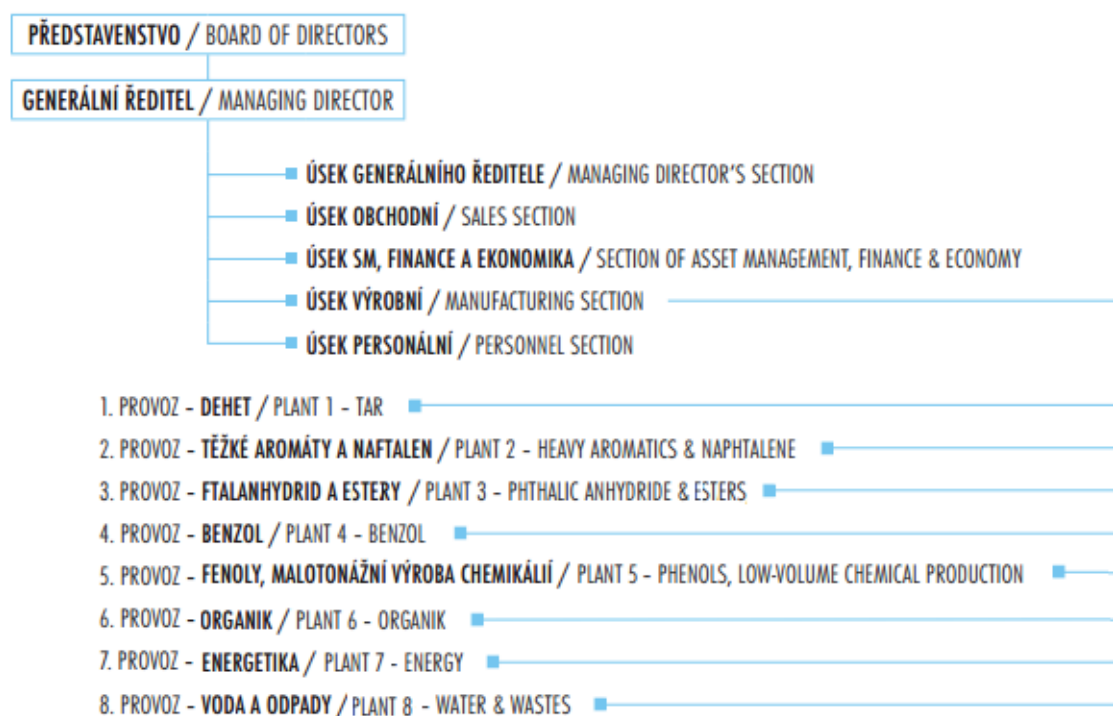 PŘEDSTAVENSTVO / BOARD OF DIRECTORS
GENERÁLNÍ ŘEDITEL / MANAGING DIRECTOR
ÚSEK GENERÁLNÍHO ŘEDITELE / MANAGING DIRECTOR'S SECTION
ÚSEK OBCHODNÍ / SALES SECTION
ÚSEK SM, FINANCE A EKONOMIKA / SECTION OF ASSET MANAGEMENT, FINANCE & ECONOMY
ÚSEK VÝROBNÍ / MANUFACTURING SECTION
ÚSEK PERSONÁLNÍ / PERSONNEL SECTION
1. PROVOZ – DEHET / PLANT 1 – TAR
2. PROVOZ – TĚŽKÉ AROMÁTY A NAFTALEN / PLANT 2 – HEAVY AROMATICS & NAPHTALENE
3. PROVOZ – FTALANHYDRID A ESTERY / PLANT 3 – PHTHALIC ANHYDRIDE & ESTERS
4. PROVOZ – BENZOL / PLANT 4 – BENZOL
5. PROVOZ – FENOLY, MALOTONÁŽNÍ VÝROBA CHEMIKÁLIÍ / PLANT 5 – PHENOLS, LOW-VOLUME CHEMICAL PRODUCTION
6. PROVOZ – ORGANIK / PLANT 6 – ORGANIK
7. PROVOZ – ENERGETIKA / PLANT 7 – ENERGY
8. PROVOZ – VODA A ODPADY / PLANT 8 – WATER & WASTES